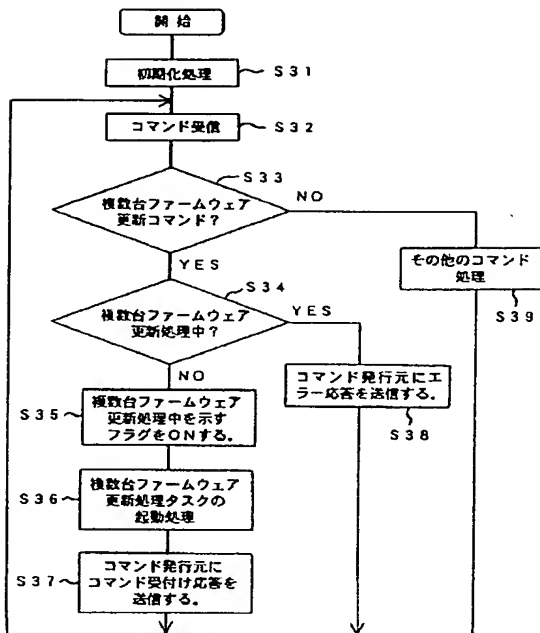 開 始
初期化処理
S31
コマンド受信
S32
S33
複数台ファームウェア
更新コマンド？
NO
YES
その他のコマンド
処理
S39
S34
複数台ファームウェア
更新処理中？
YES
NO
コマンド発行元にエ
ラー応答を送信する。
S38
S35
複数台ファームウェア
更新処理中を示す
フラグをONする。
S36
複数台ファームウェア
更新処理タスクの
起動処理
S37
コマンド発行元に
コマンド受付け応答を
送信する。